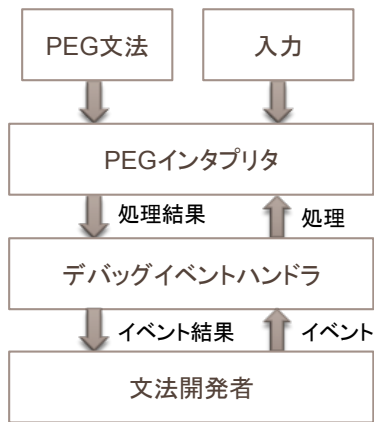 PEG文法
入力
PEGインタプリタ
処理結果
処理
デバッグイベントハンドラ
イベント結果
イベント
文法開発者